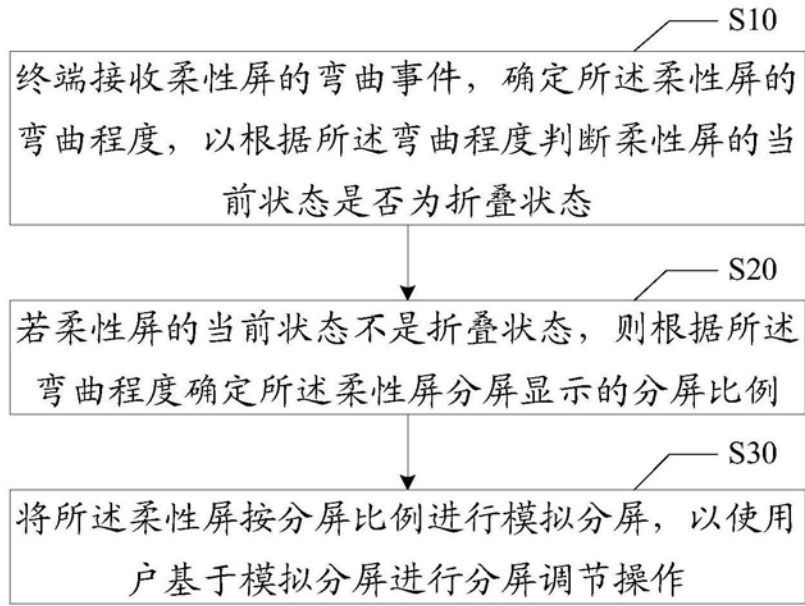 S10
终端接收柔性屏的弯曲事件，确定所述柔性屏的
弯曲程度，以根据所述弯曲程度判断柔性屏的当
前状态是否为折叠状态
S20
若柔性屏的当前状态不是折叠状态，则根据所述
弯曲程度确定所述柔性屏分屏显示的分屏比例
S30
将所述柔性屏按分屏比例进行模拟分屏，以使用
户基于模拟分屏进行分屏调节操作